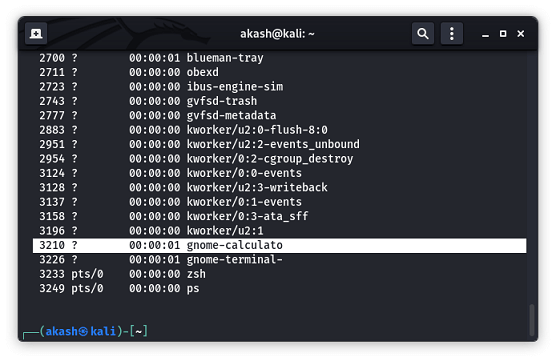 akash@kali: ~
2700 ? 00:00:01 blueman-tray
2711 ? 00:00:00 obexd
2723 ? 00:00:00 ibus-engine-sim
2743 ? 00:00:00 gvfsd-trash
2777 ? 00:00:00 gvfsd-metadata
2883 ? 00:00:00 kworker/u2:0-flush-8:0
2951 ? 00:00:00 kworker/u2:2-events_unbound
2954 ? 00:00:00 kworker/0:2-cgroup_destroy
3124 ? 00:00:00 kworker/0:0-events
3128 ? 00:00:00 kworker/u2:3-writeback
3137 ? 00:00:00 kworker/0:1-events
3158 ? 00:00:00 kworker/0:3-ata_sff
3196 ? 00:00:00 kworker/u2:1
3210 ? 00:00:01 gnome-calculato
3226 ? 00:00:01 gnome-terminal-
3233 pts/0 00:00:00 zsh
3249 pts/0 00:00:00 ps
┌──(akash㉿kali)-[~]